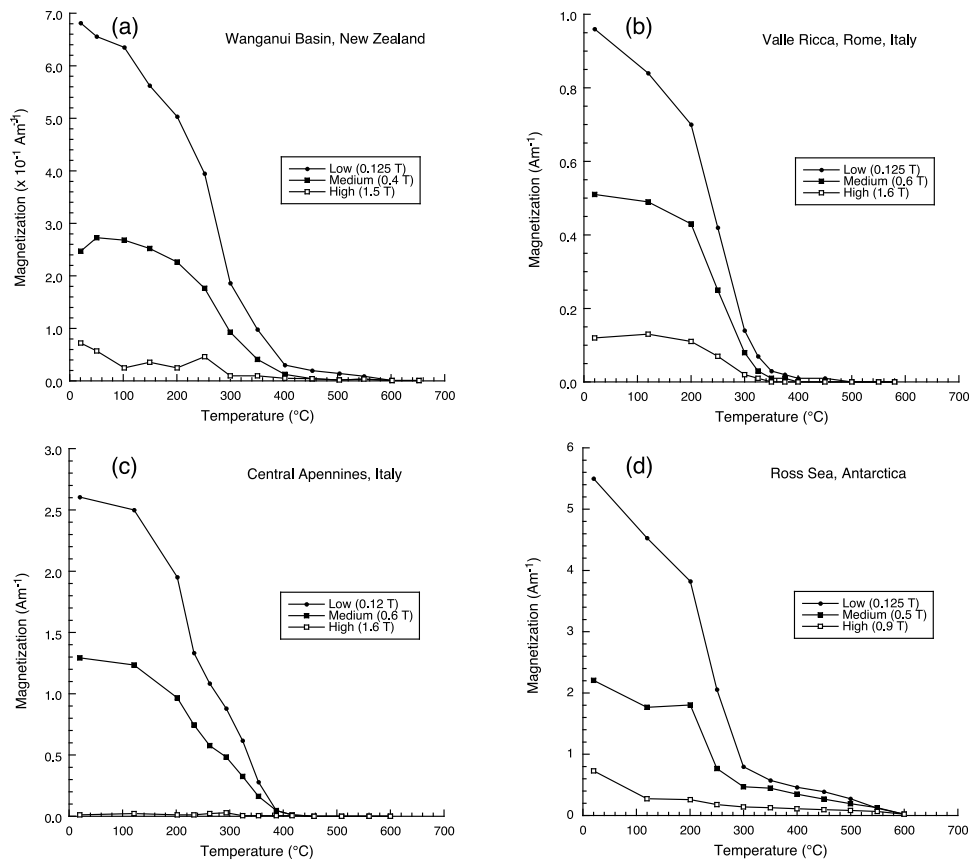 (a)
Wanganui Basin, New Zealand
7.0
6.0
5.0
4.0
3.0
2.0
1.0
0.0
Magnetization (x 10⁻¹ Am⁻¹)
Low (0.125 T)
Medium (0.4 T)
High (1.5 T)
0 100 200 300 400 500 600 700
Temperature (°C)
(b)
Valle Ricca, Rome, Italy
1.0
0.8
0.6
0.4
0.2
0.0
Magnetization (Am⁻¹)
Low (0.125 T)
Medium (0.6 T)
High (1.6 T)
0 100 200 300 400 500 600 700
Temperature (°C)
(c)
Central Apennines, Italy
3.0
2.5
2.0
1.5
1.0
0.5
0.0
Magnetization (Am⁻¹)
Low (0.12 T)
Medium (0.6 T)
High (1.6 T)
0 100 200 300 400 500 600 700
Temperature (°C)
(d)
Ross Sea, Antarctica
6
5
4
3
2
1
0
Magnetization (Am⁻¹)
Low (0.125 T)
Medium (0.5 T)
High (0.9 T)
0 100 200 300 400 500 600 700
Temperature (°C)